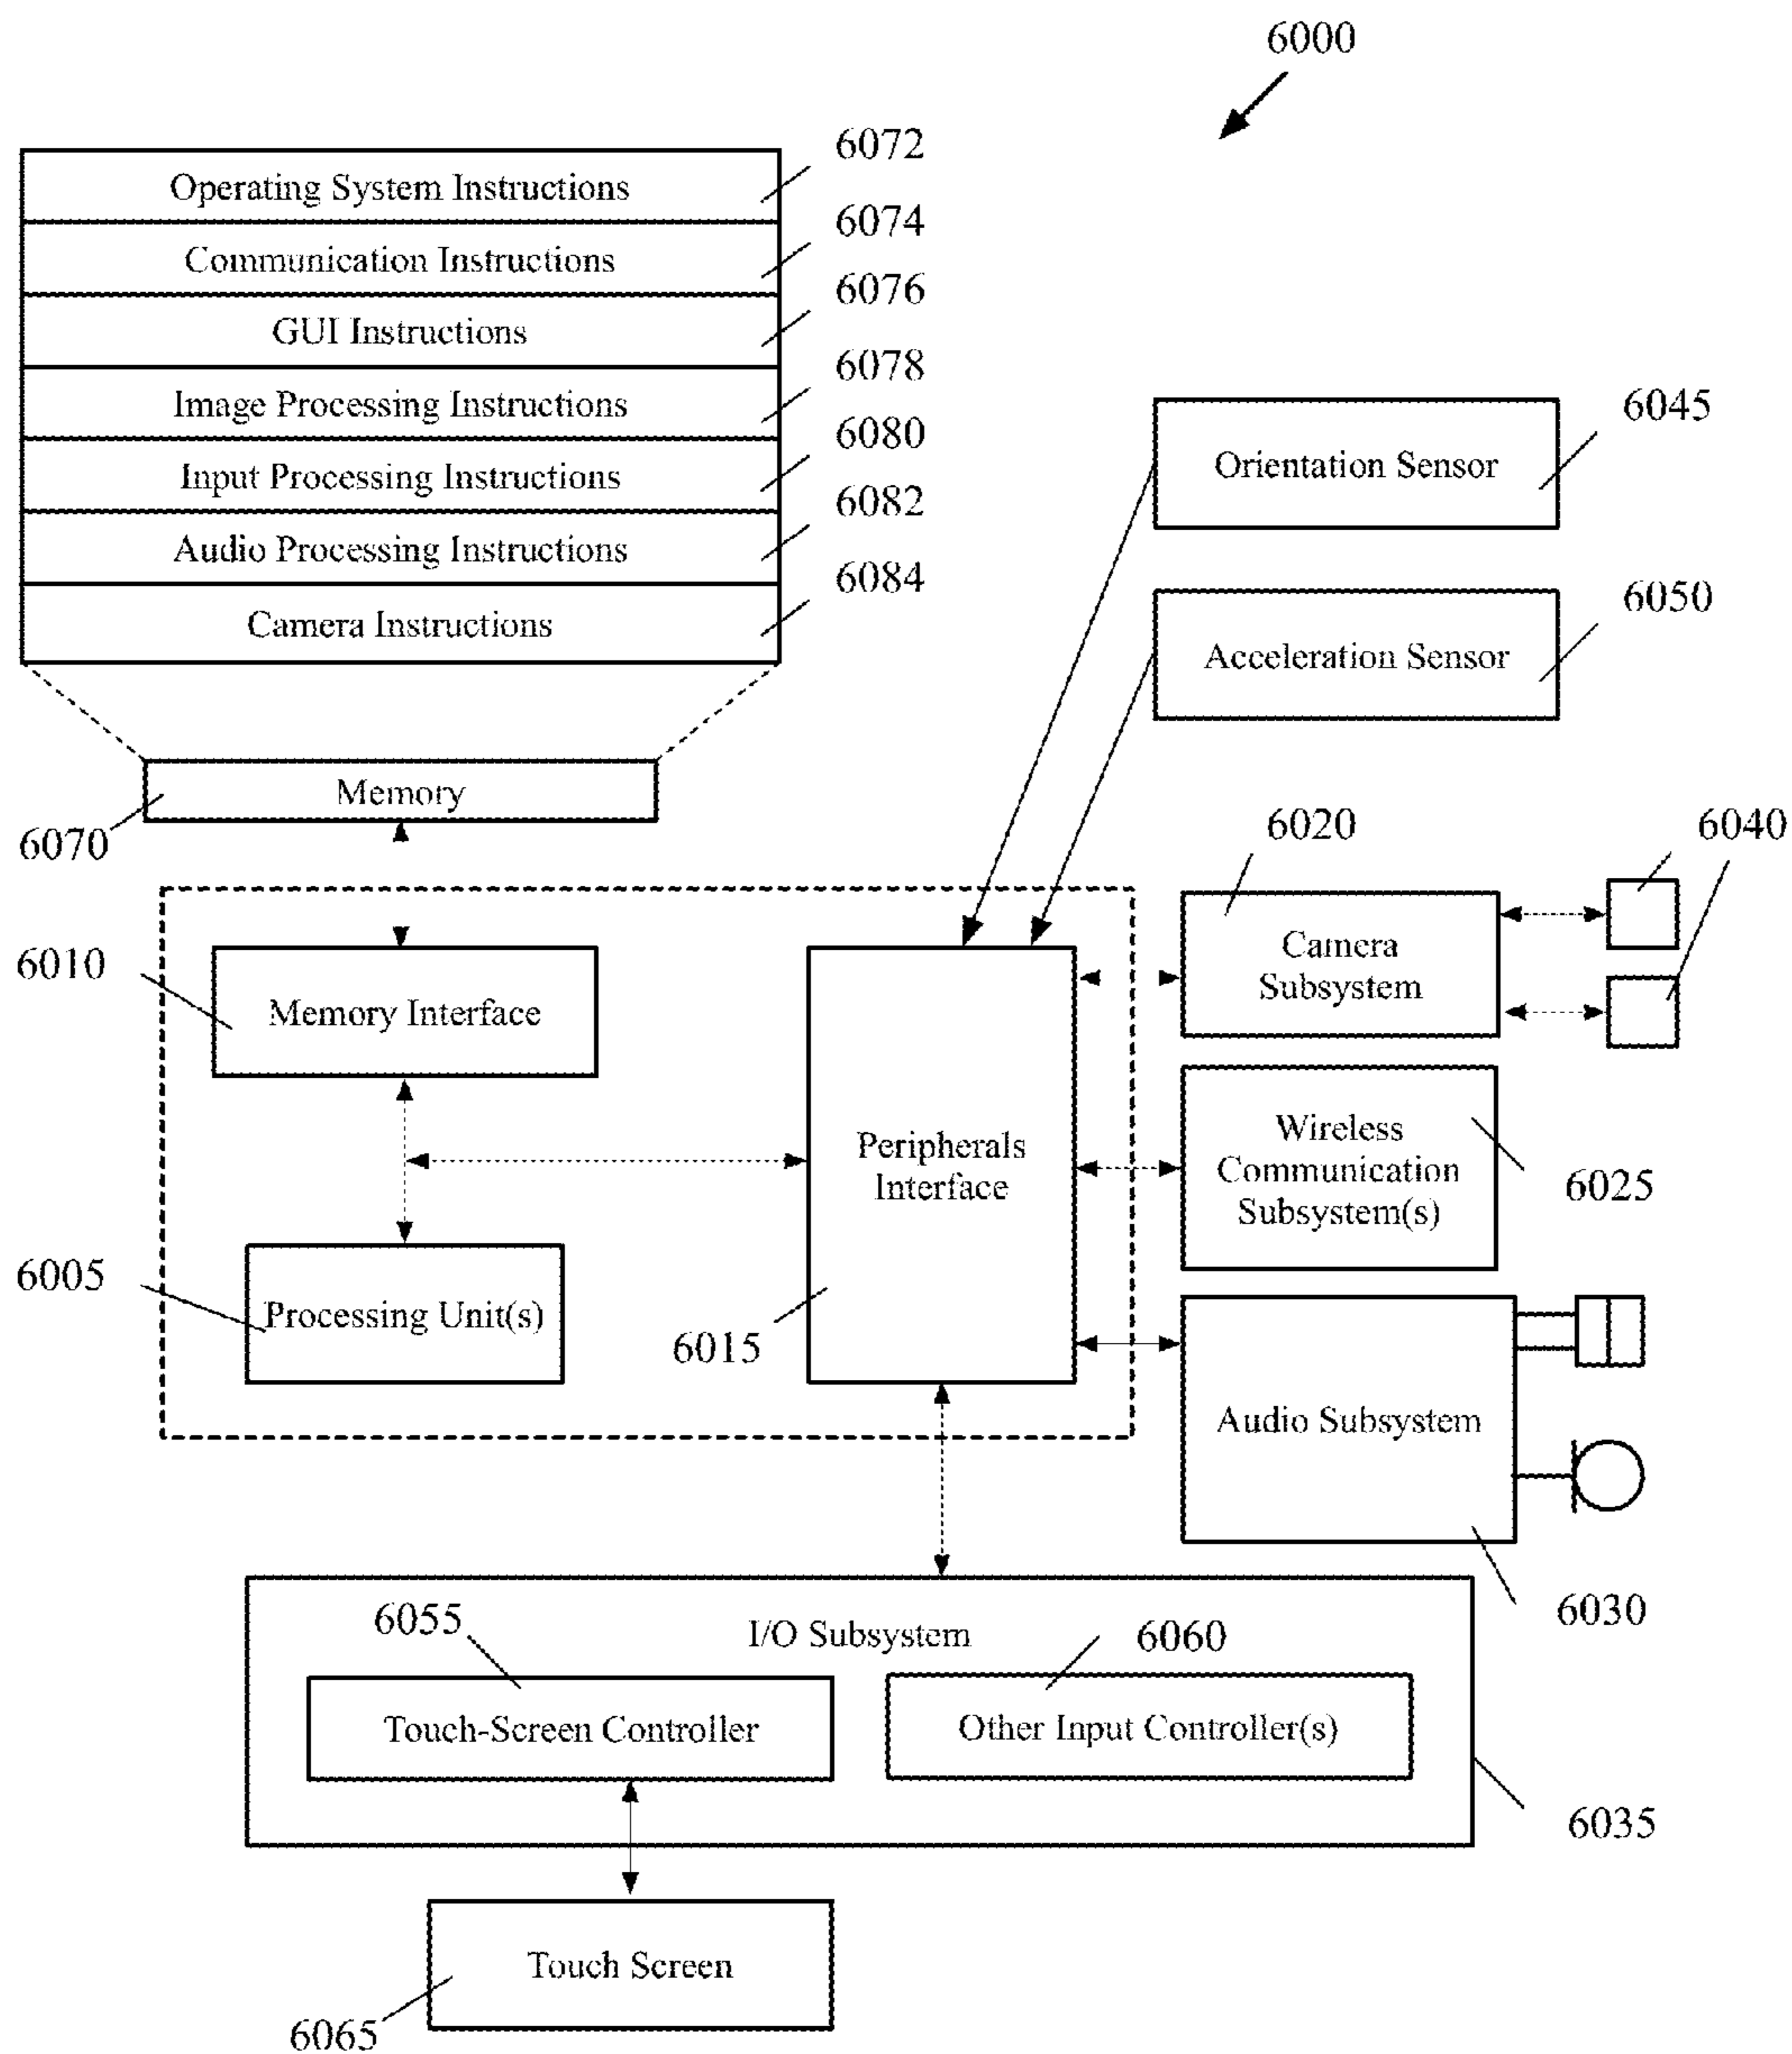 6000
6072
Operating System Instructions
6074
Communication Instructions
6076
GUI Instructions
6078
Image Processing Instructions
6080
Input Processing Instructions
6082
Audio Processing Instructions
6084
Camera Instructions
6045
Orientation Sensor
6050
Acceleration Sensor
Memory
6070
6020
6040
Camera
Subsystem
6010
Memory Interface
Peripherals
Interface
Wireless
Communication
Subsystem(s)
6025
6005
Processing Unit(s)
6015
Audio Subsystem
6030
6055
I/O Subsystem
6060
Touch-Screen Controller
Other Input Controller(s)
6035
Touch Screen
6065